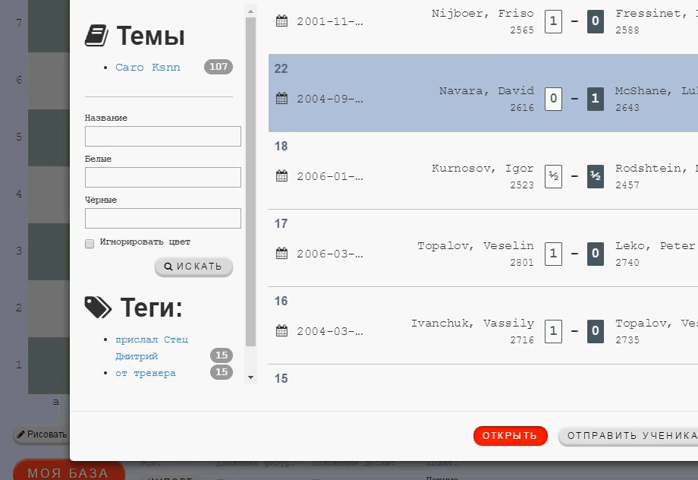 7
6
5
4
3
2
1
a
Рисовать
МОЯ БАЗА
Темы
Caro Ksnn 107
Название
Белые
Чёрные
Игнорировать цвет
ИСКАТЬ
Теги:
прислал Стец
Дмитрий 15
от тренера 15
2001-11-… Nijboer, Friso 1 – 0 Fressinet,
2565 2588
22
2004-09-… Navara, David 0 – 1 McShane, Lu
2616 2643
18
2006-01-… Kurnosov, Igor ½ – ½ Rodshtein,
2523 2457
17
2006-03-… Topalov, Veselin 1 – 0 Leko, Peter
2801 2740
16
2004-03-… Ivanchuk, Vassily 1 – 0 Topalov,
2716 2735
15
ОТКРЫТЬ
ОТПРАВИТЬ УЧЕНИКА